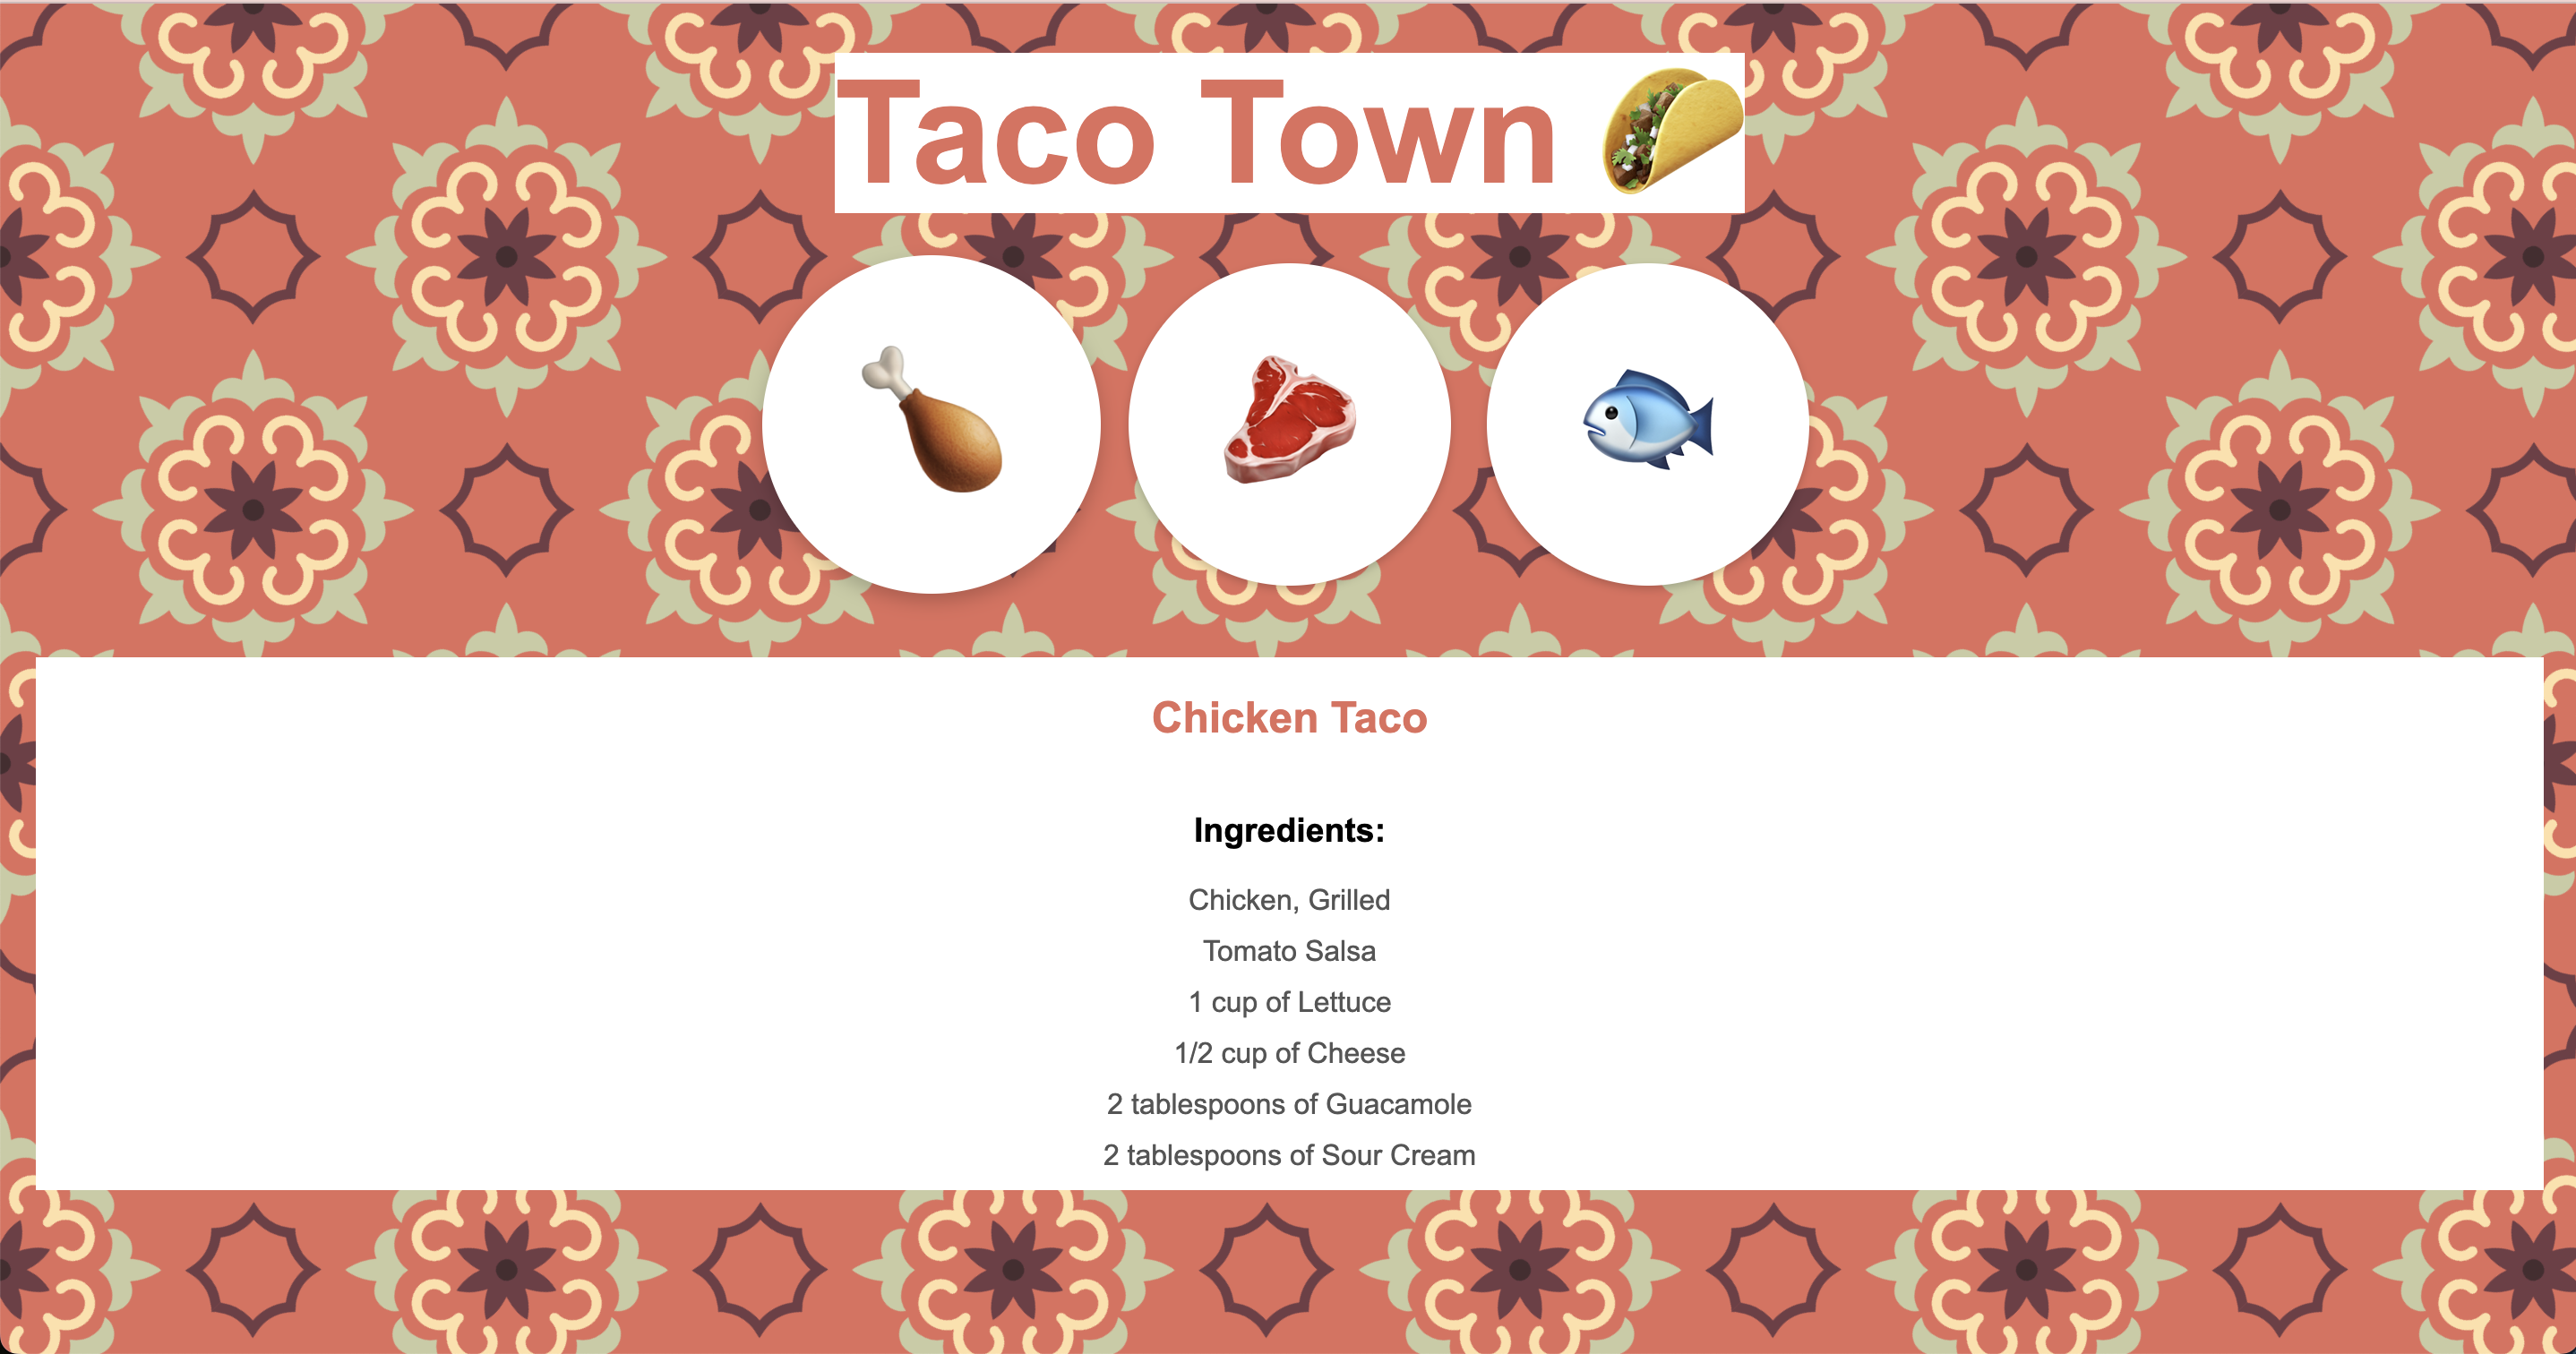 Taco Town 🌮
Chicken Taco
Ingredients:
Chicken, Grilled
Tomato Salsa
1 cup of Lettuce
1/2 cup of Cheese
2 tablespoons of Guacamole
2 tablespoons of Sour Cream